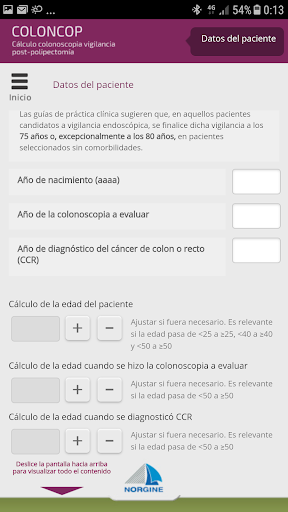 4G 54% 0:13
COLONCOP
Cálculo colonoscopia vigilancia
post-polipectomía
Datos del paciente
Inicio
Datos del paciente
Las guías de práctica clínica sugieren que, en aquellos pacientes
candidatos a vigilancia endoscópica, se finalice dicha vigilancia a los
75 años o, excepcionalmente a los 80 años, en pacientes
seleccionados sin comorbilidades.
Año de nacimiento (aaaa)
Año de la colonoscopia a evaluar
Año de diagnóstico del cáncer de colon o recto
(CCR)
Cálculo de la edad del paciente
+ −
Ajustar si fuera necesario. Es relevante
si la edad pasa de <25 a ≥25, <40 a ≥40
y <50 a ≥50
Cálculo de la edad cuando se hizo la colonoscopia a evaluar
+ −
Ajustar si fuera necesario. Es relevante
si la edad pasa de <50 a ≥50
Cálculo de la edad cuando se diagnosticó CCR
+ −
Ajustar si fuera necesario. Es relevante
si la edad pasa de <50 a ≥50
Deslice la pantalla hacia arriba
para visualizar todo el contenido
NORGINE